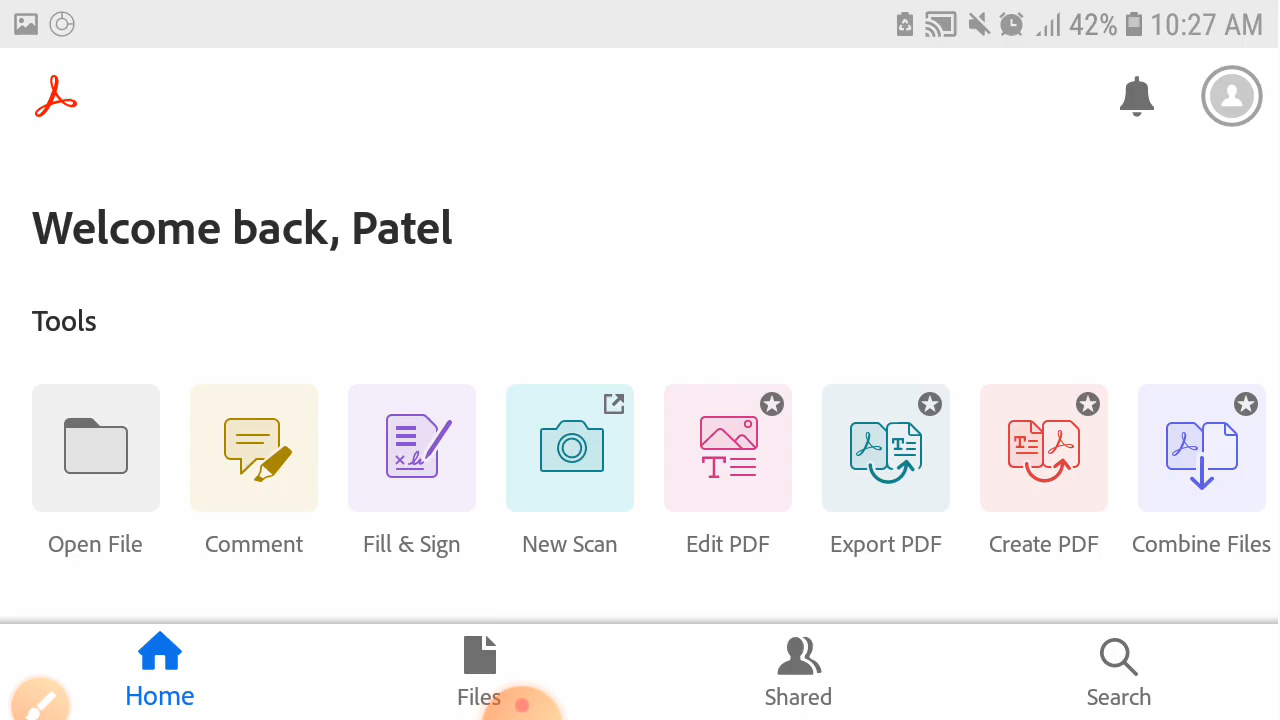 42% 10:27 AM
Welcome back, Patel
Tools
Open File
Comment
Fill & Sign
New Scan
Edit PDF
Export PDF
Create PDF
Combine Files
Home
Files
Shared
Search